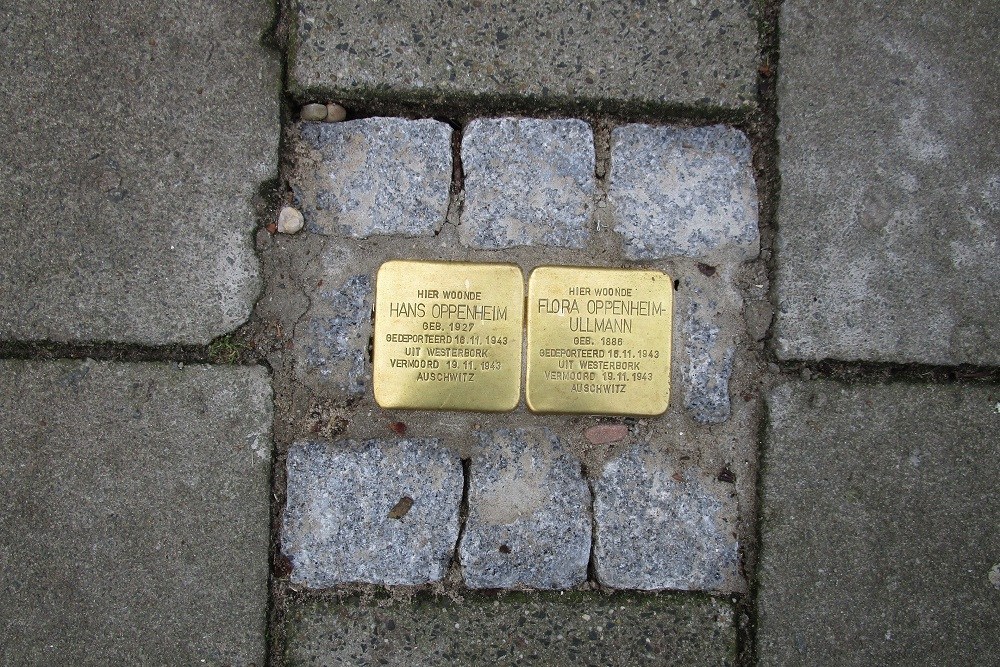 HIER WOONDE
HANS OPPENHEIM
GEB. 1927
GEDEPORTEERD 16.11.1943
UIT WESTERBORK
VERMOORD 19.11.1943
AUSCHWITZ
HIER WOONDE
FLORA OPPENHEIM-
ULLMANN
GEB. 1886
GEDEPORTEERD 16.11.1943
UIT WESTERBORK
VERMOORD 19.11.1943
AUSCHWITZ